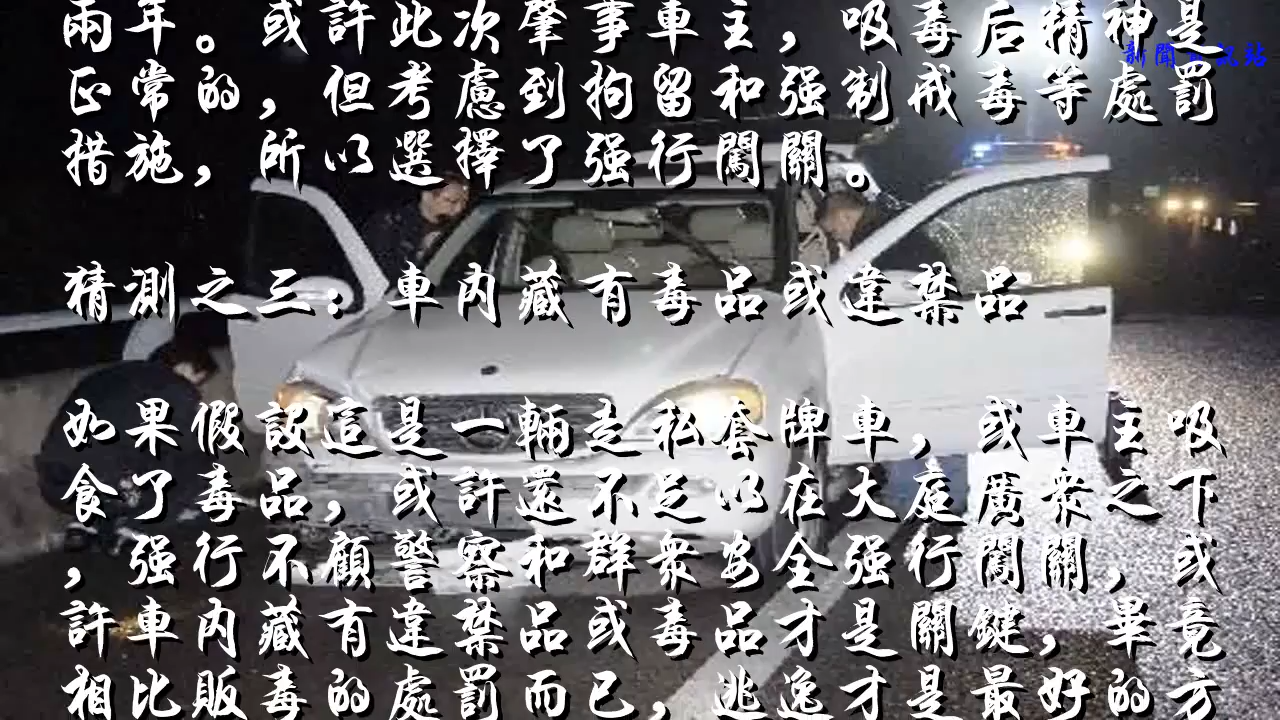 兩年。或許此次肇事車主，吸毒后精神是
新聞
站
正常的，但考慮到拘留和强制戒毒等處罰
措施，所以選擇了强行闖關。
猜測之三：車内藏有毒品或違禁品
如果假設這是一輛走私套牌車，或車主吸
食了毒品，或許還不足以在大庭廣衆之下
，强行不顧警察和群衆安全强行闖關，或
許車内藏有違禁品或毒品才是關鍵，畢竟
相比販毒的處罰而已，逃逸才是最好的方